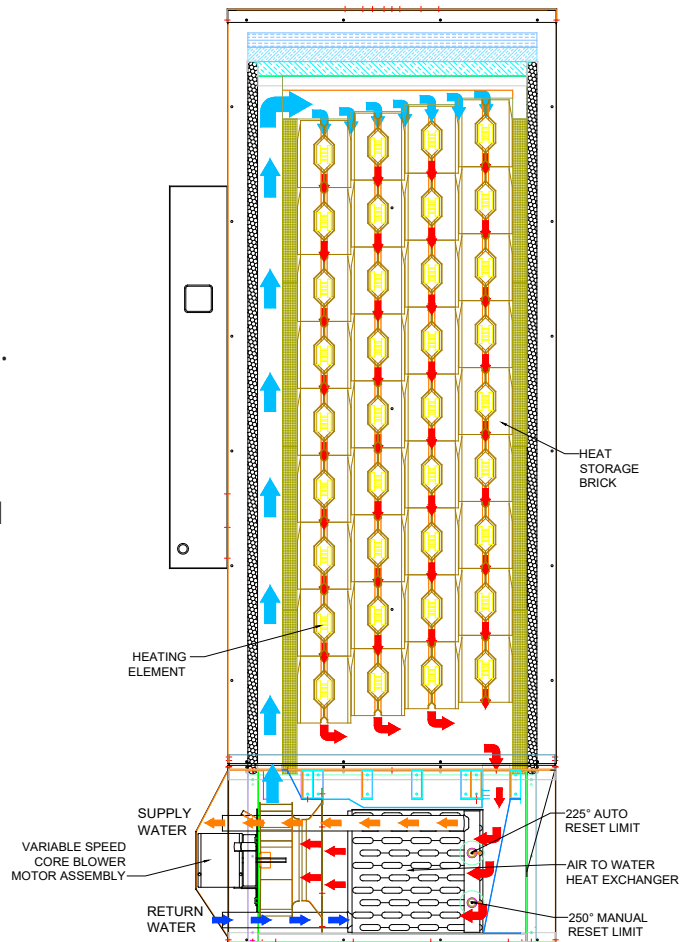 HEAT
STORAGE
BRICK
HEATING
ELEMENT
SUPPLY
WATER
VARIABLE SPEED
CORE BLOWER
MOTOR ASSEMBLY
RETURN
WATER
225° AUTO
RESET LIMIT
AIR TO WATER
HEAT EXCHANGER
250° MANUAL
RESET LIMIT